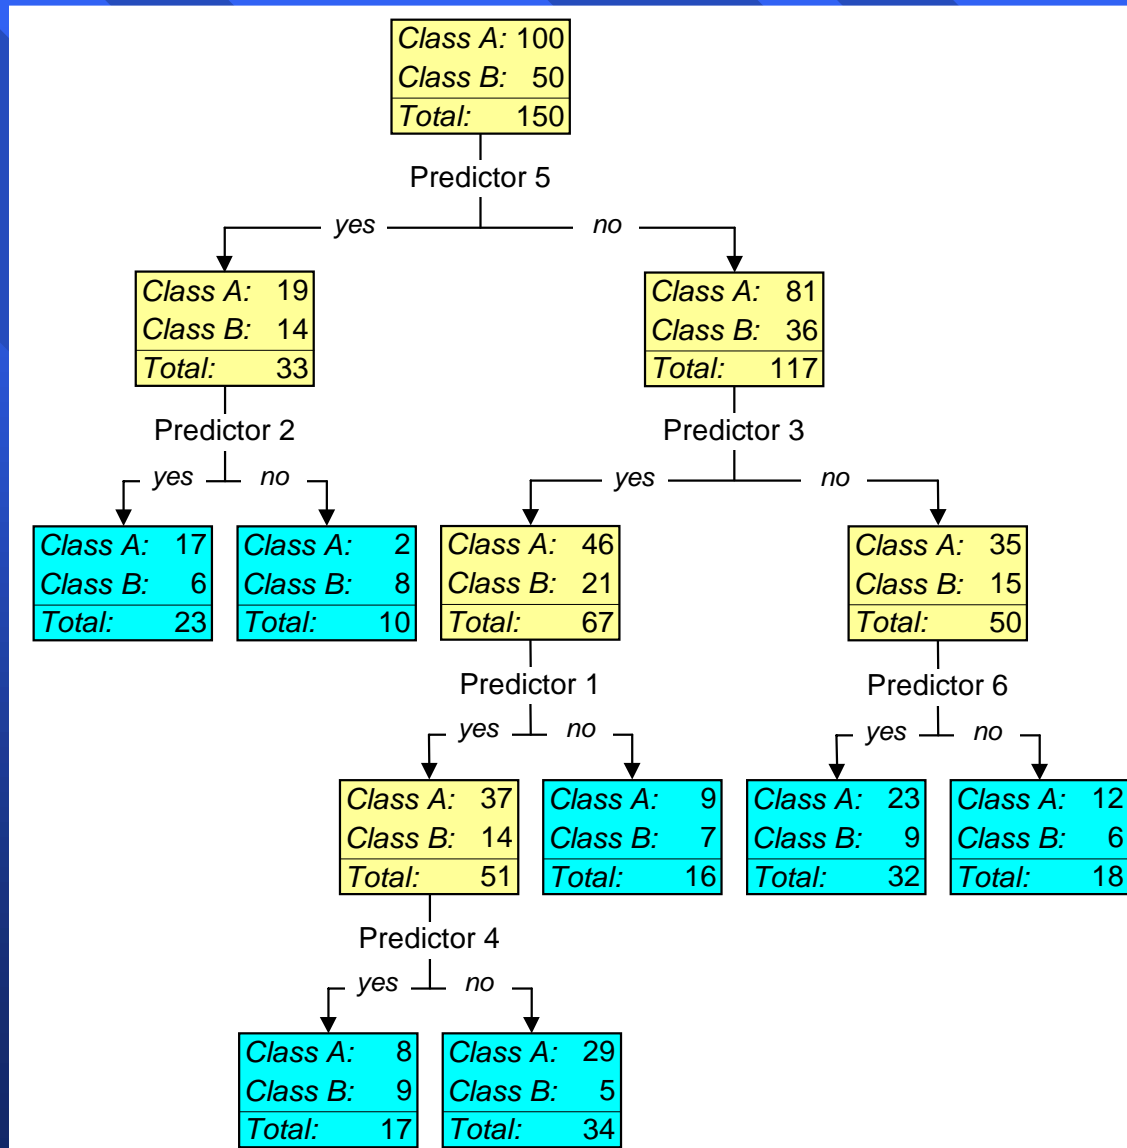 Class A: 100
Class B: 50
Total: 150
Predictor 5
yes no
Class A: 19
Class B: 14
Total: 33
Class A: 81
Class B: 36
Total: 117
Predictor 2
Predictor 3
yes no
yes no
Class A: 17
Class B: 6
Total: 23
Class A: 2
Class B: 8
Total: 10
Class A: 46
Class B: 21
Total: 67
Class A: 35
Class B: 15
Total: 50
Predictor 1
Predictor 6
yes no
yes no
Class A: 37
Class B: 14
Total: 51
Class A: 9
Class B: 7
Total: 16
Class A: 23
Class B: 9
Total: 32
Class A: 12
Class B: 6
Total: 18
Predictor 4
yes no
Class A: 8
Class B: 9
Total: 17
Class A: 29
Class B: 5
Total: 34